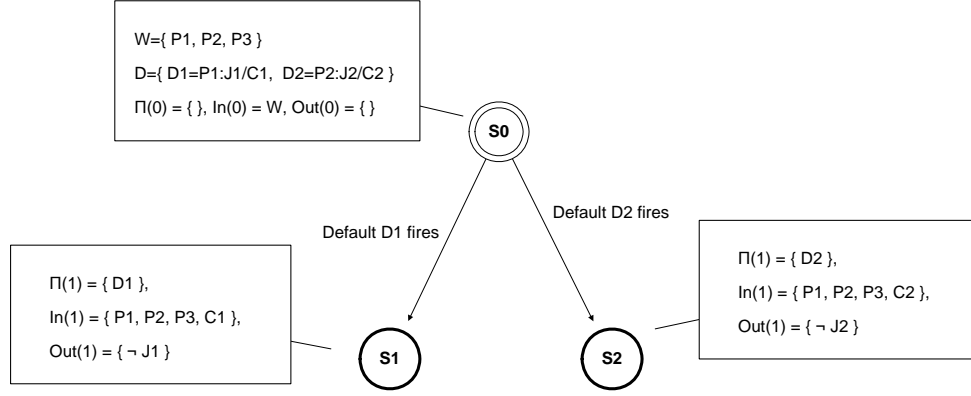 W={ P1, P2, P3 }
D={ D1=P1:J1/C1,  D2=P2:J2/C2 }
Π(0) = { }, In(0) = W, Out(0) = { }
S0
Default D1 fires
Default D2 fires
Π(1) = { D1 },
In(1) = { P1, P2, P3, C1 },
Out(1) = { ¬ J1 }
S1
S2
Π(1) = { D2 },
In(1) = { P1, P2, P3, C2 },
Out(1) = { ¬ J2 }